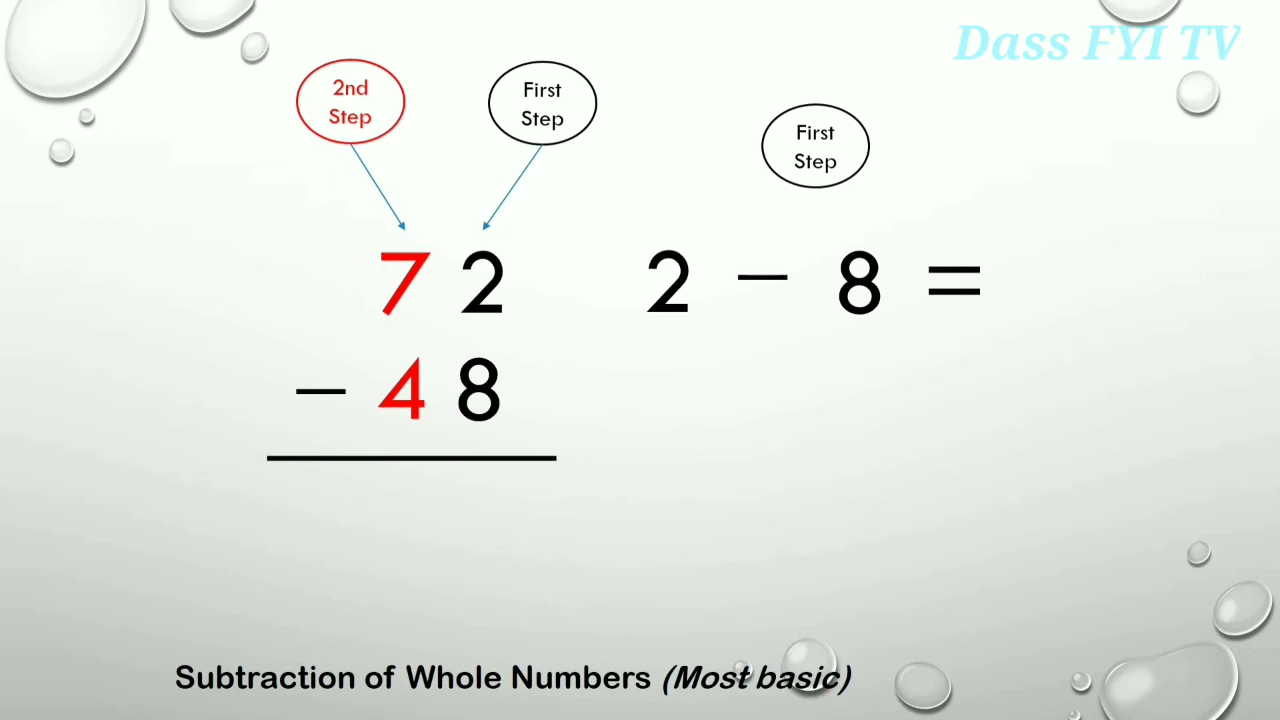 Dass FYI TV
2nd
Step
First
Step
First
Step
7 2
2 − 8 =
− 4 8
Subtraction of Whole Numbers (Most basic)